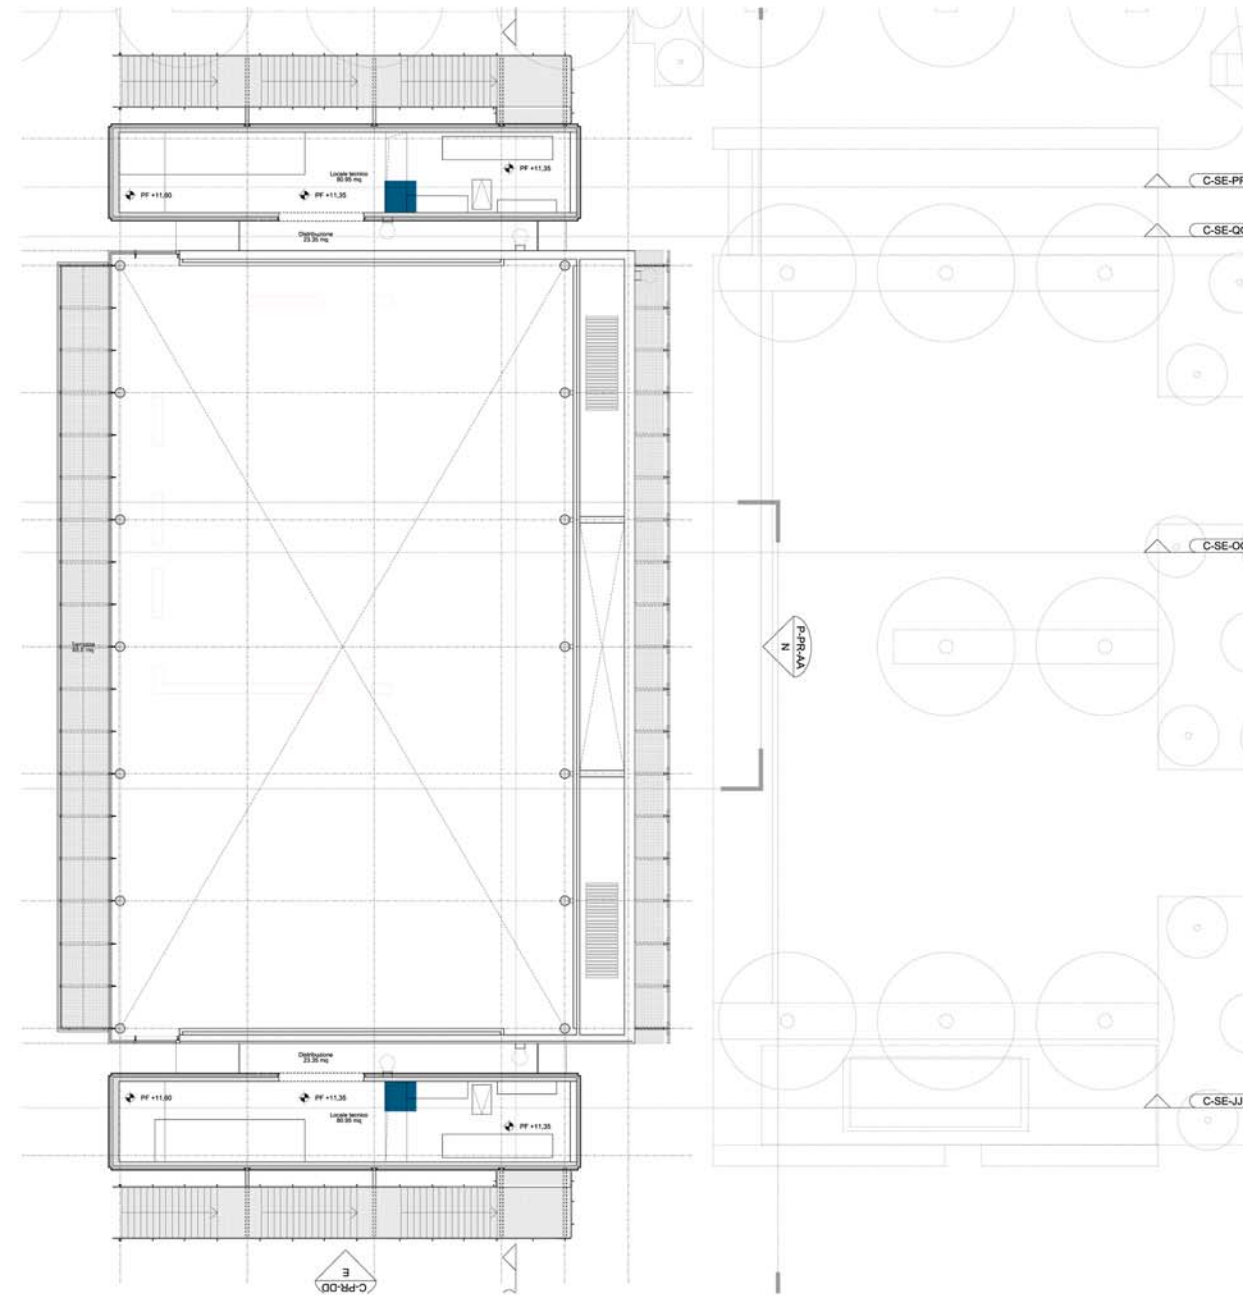 C-SE-PP
Locale tecnico
80.95 mq
PF +11,35
PF +11,60
PF +11,35
C-SE-QQ
Distribuzione
23.35 mq
C-SE-OO
P-PR-AA
N
Distribuzione
23.35 mq
PF +11,60
PF +11,35
C-SE-JJ
Locale tecnico
80.95 mq
PF +11,35
E
C-PR-DD